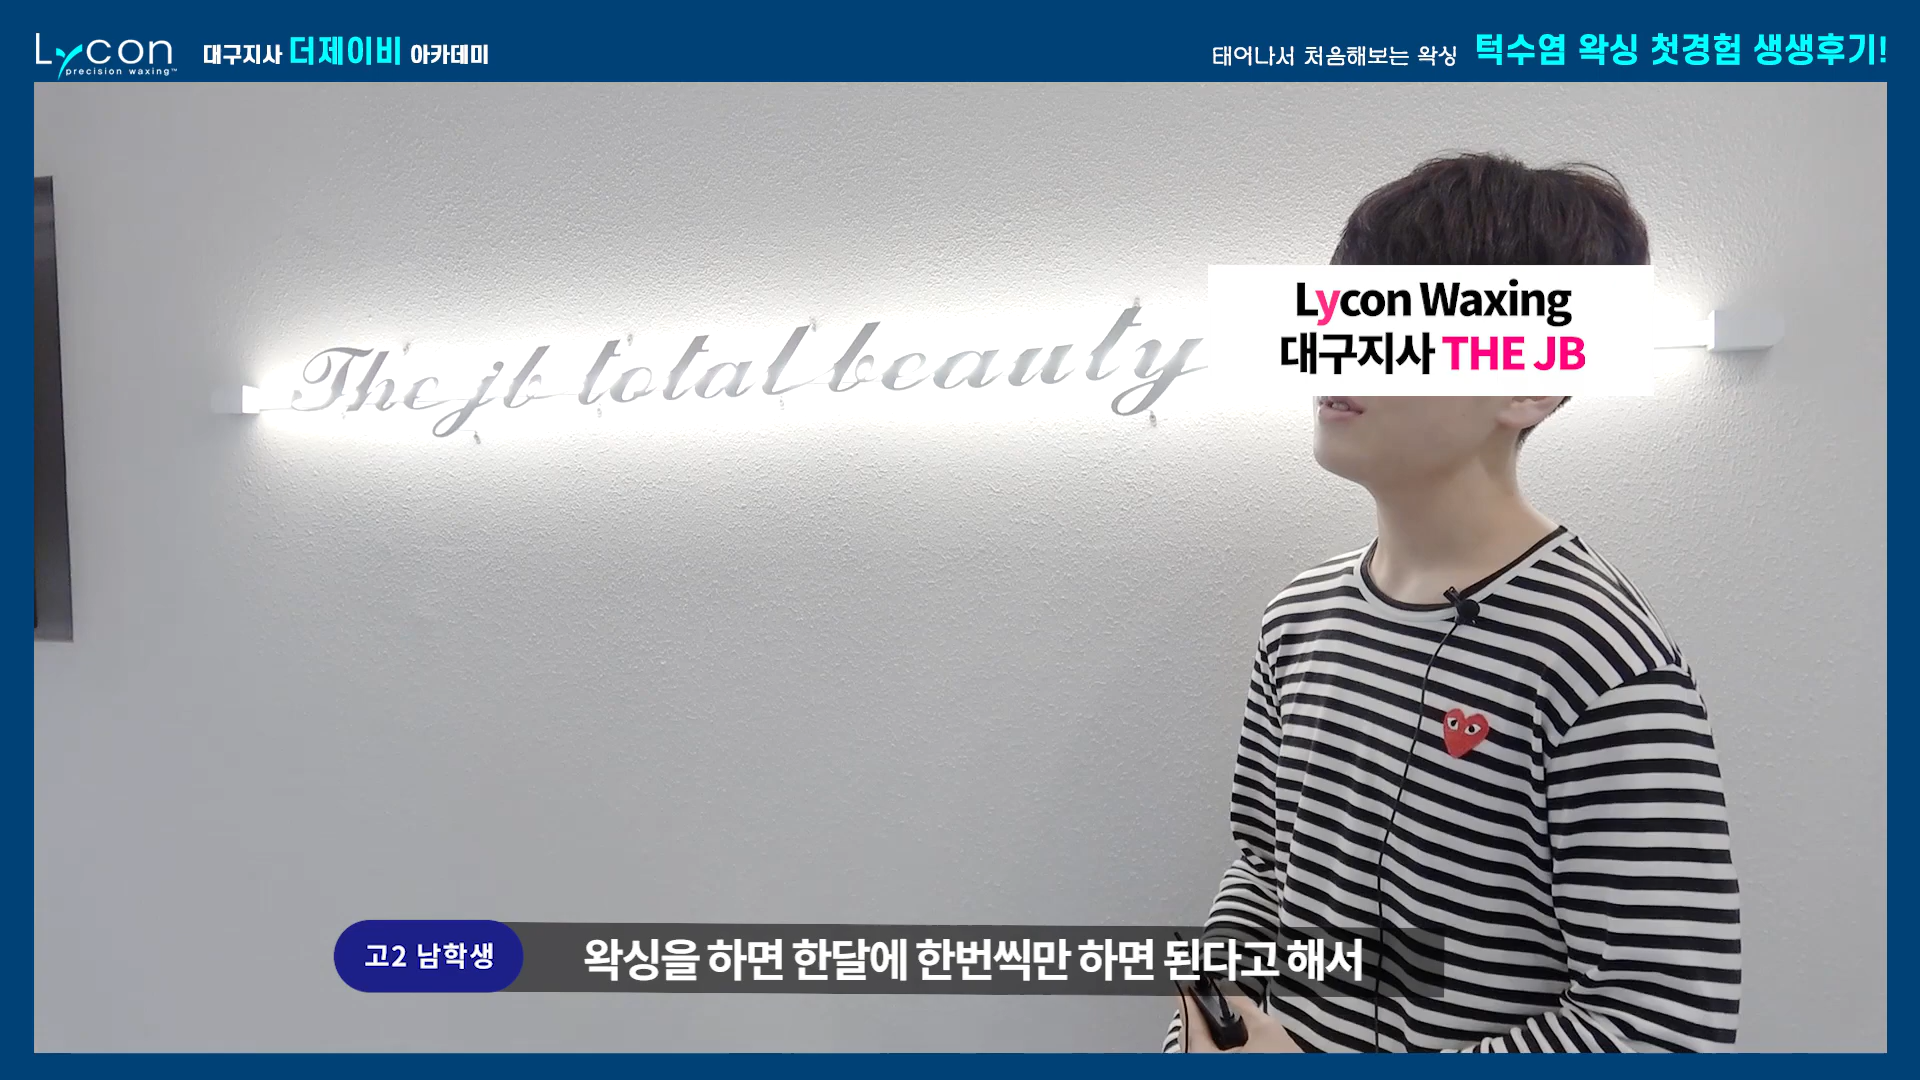 Lycon
precision waxing™
대구지사 더제이비 아카데미
태어나서 처음해보는 왁싱 턱수염 왁싱 첫경험 생생후기!
The jb total beauty
Lycon Waxing
대구지사 THE JB
고2 남학생
왁싱을 하면 한달에 한번씩만 하면 된다고 해서